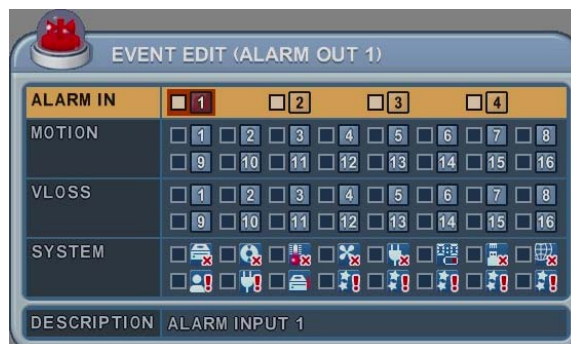 EVENT EDIT (ALARM OUT 1)
ALARM IN 1 2 3 4
MOTION 1 2 3 4 5 6 7 8
9 10 11 12 13 14 15 16
VLOSS 1 2 3 4 5 6 7 8
9 10 11 12 13 14 15 16
SYSTEM
DESCRIPTION ALARM INPUT 1